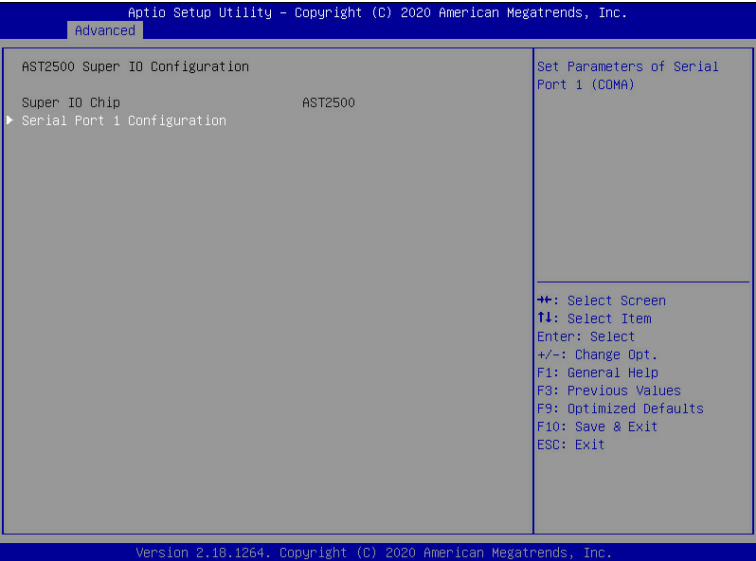 Aptio Setup Utility – Copyright (C) 2020 American Megatrends, Inc.
Advanced
AST2500 Super IO Configuration
Super IO Chip AST2500
▶ Serial Port 1 Configuration
Set Parameters of Serial
Port 1 (COMA)
→←: Select Screen
↑↓: Select Item
Enter: Select
+/-: Change Opt.
F1: General Help
F3: Previous Values
F9: Optimized Defaults
F10: Save & Exit
ESC: Exit
Version 2.18.1264. Copyright (C) 2020 American Megatrends, Inc.